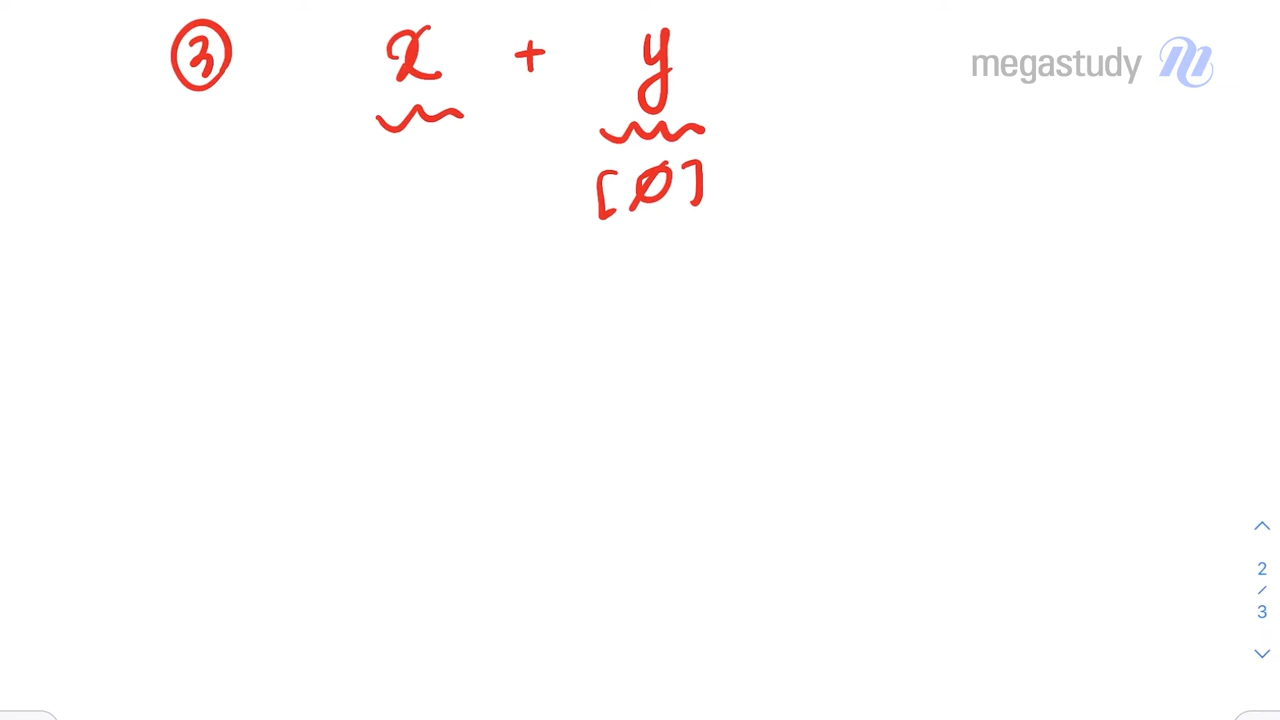 ③ x + y
[∅]
megastudy
2
/
3